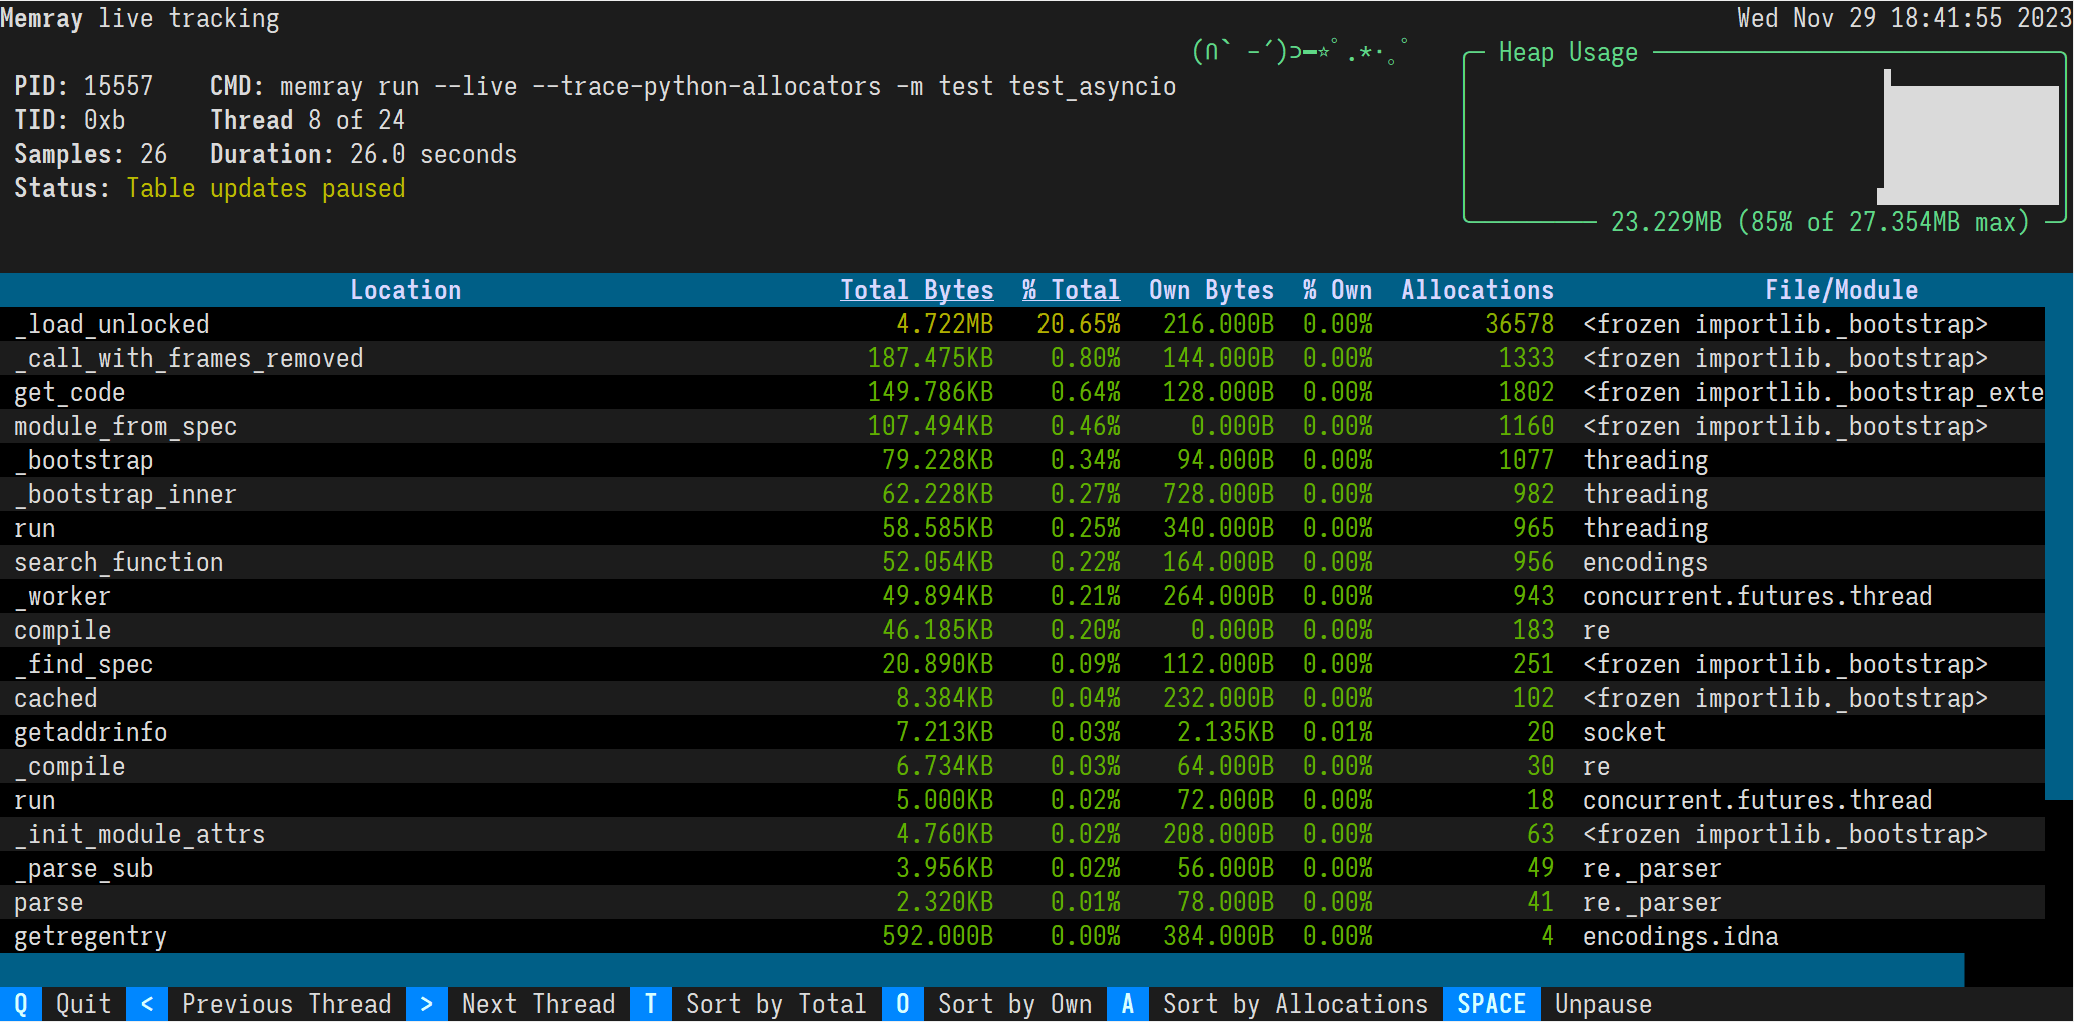 Memray live tracking Wed Nov 29 18:41:55 2023
(∩`-´)⊃━☆ﾟ.*･｡ﾟ Heap Usage
PID: 15557 CMD: memray run --live --trace-python-allocators -m test test_asyncio
TID: 0xb Thread 8 of 24
Samples: 26 Duration: 26.0 seconds
Status: Table updates paused
23.229MB (85% of 27.354MB max)
Location Total Bytes % Total Own Bytes % Own Allocations File/Module
_load_unlocked 4.722MB 20.65% 216.000B 0.00% 36578 <frozen importlib._bootstrap>
_call_with_frames_removed 187.475KB 0.80% 144.000B 0.00% 1333 <frozen importlib._bootstrap>
get_code 149.786KB 0.64% 128.000B 0.00% 1802 <frozen importlib._bootstrap_exte
module_from_spec 107.494KB 0.46% 0.000B 0.00% 1160 <frozen importlib._bootstrap>
_bootstrap 79.228KB 0.34% 94.000B 0.00% 1077 threading
_bootstrap_inner 62.228KB 0.27% 728.000B 0.00% 982 threading
run 58.585KB 0.25% 340.000B 0.00% 965 threading
search_function 52.054KB 0.22% 164.000B 0.00% 956 encodings
_worker 49.894KB 0.21% 264.000B 0.00% 943 concurrent.futures.thread
compile 46.185KB 0.20% 0.000B 0.00% 183 re
_find_spec 20.890KB 0.09% 112.000B 0.00% 251 <frozen importlib._bootstrap>
cached 8.384KB 0.04% 232.000B 0.00% 102 <frozen importlib._bootstrap>
getaddrinfo 7.213KB 0.03% 2.135KB 0.01% 20 socket
_compile 6.734KB 0.03% 64.000B 0.00% 30 re
run 5.000KB 0.02% 72.000B 0.00% 18 concurrent.futures.thread
_init_module_attrs 4.760KB 0.02% 208.000B 0.00% 63 <frozen importlib._bootstrap>
_parse_sub 3.956KB 0.02% 56.000B 0.00% 49 re._parser
parse 2.320KB 0.01% 78.000B 0.00% 41 re._parser
getregentry 592.000B 0.00% 384.000B 0.00% 4 encodings.idna
Q Quit < Previous Thread > Next Thread T Sort by Total O Sort by Own A Sort by Allocations SPACE Unpause